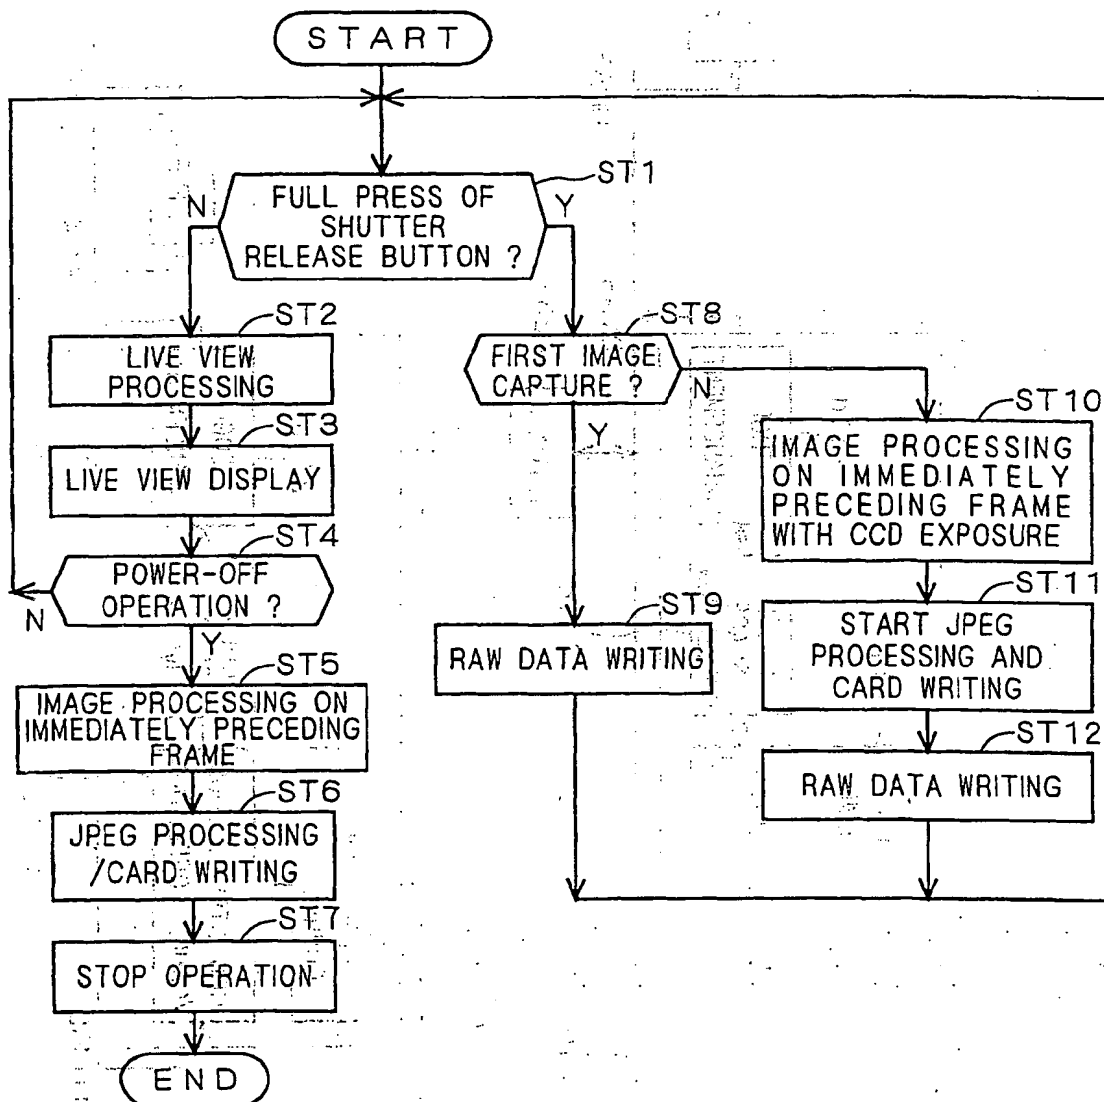 START
ST1
FULL PRESS OF
SHUTTER
RELEASE BUTTON ?
N
Y
ST2
LIVE VIEW
PROCESSING
ST3
LIVE VIEW DISPLAY
ST4
POWER-OFF
OPERATION ?
N
Y
ST5
IMAGE PROCESSING ON
IMMEDIATELY PRECEDING
FRAME
ST6
JPEG PROCESSING
/CARD WRITING
ST7
STOP OPERATION
END
ST8
FIRST IMAGE
CAPTURE ?
N
Y
ST9
RAW DATA WRITING
ST10
IMAGE PROCESSING
ON IMMEDIATELY
PRECEDING FRAME
WITH CCD EXPOSURE
ST11
START JPEG
PROCESSING AND
CARD WRITING
ST12
RAW DATA WRITING